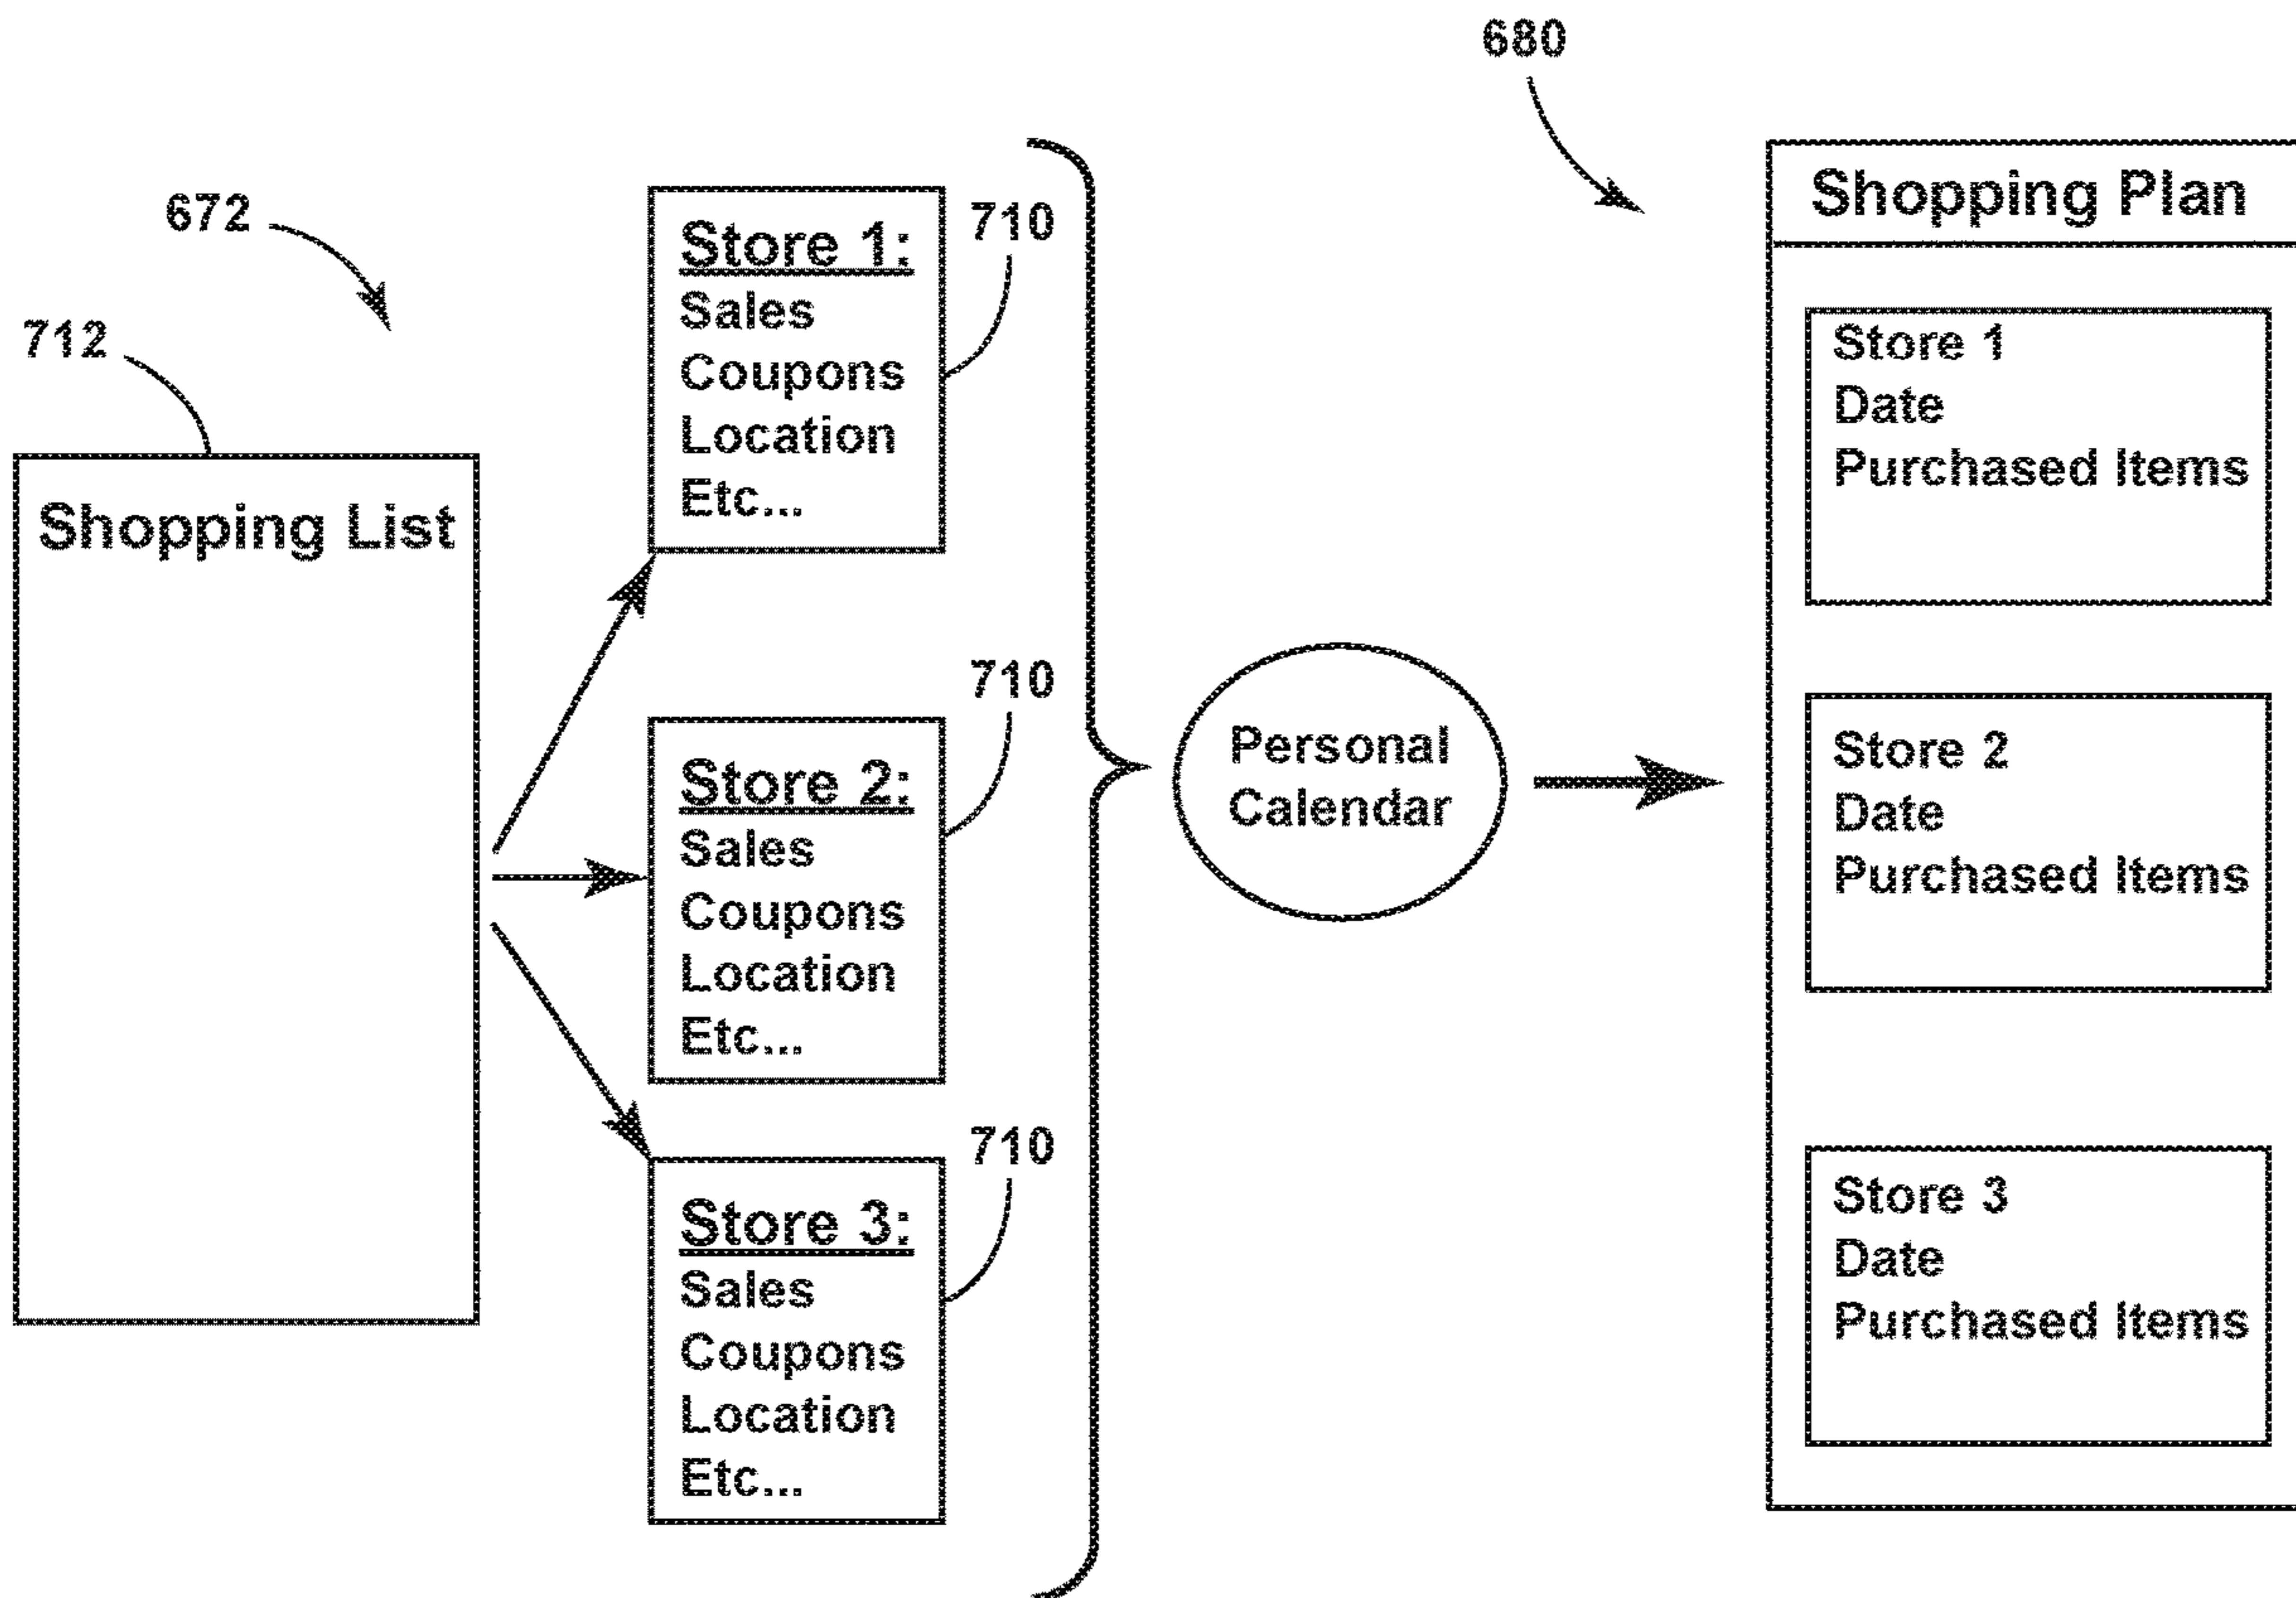 680
672
712
Shopping List
710
Store 1:
Sales
Coupons
Location
Etc...
710
Store 2:
Sales
Coupons
Location
Etc...
710
Store 3:
Sales
Coupons
Location
Etc...
Personal
Calendar
Shopping Plan
Store 1
Date
Purchased Items
Store 2
Date
Purchased Items
Store 3
Date
Purchased Items